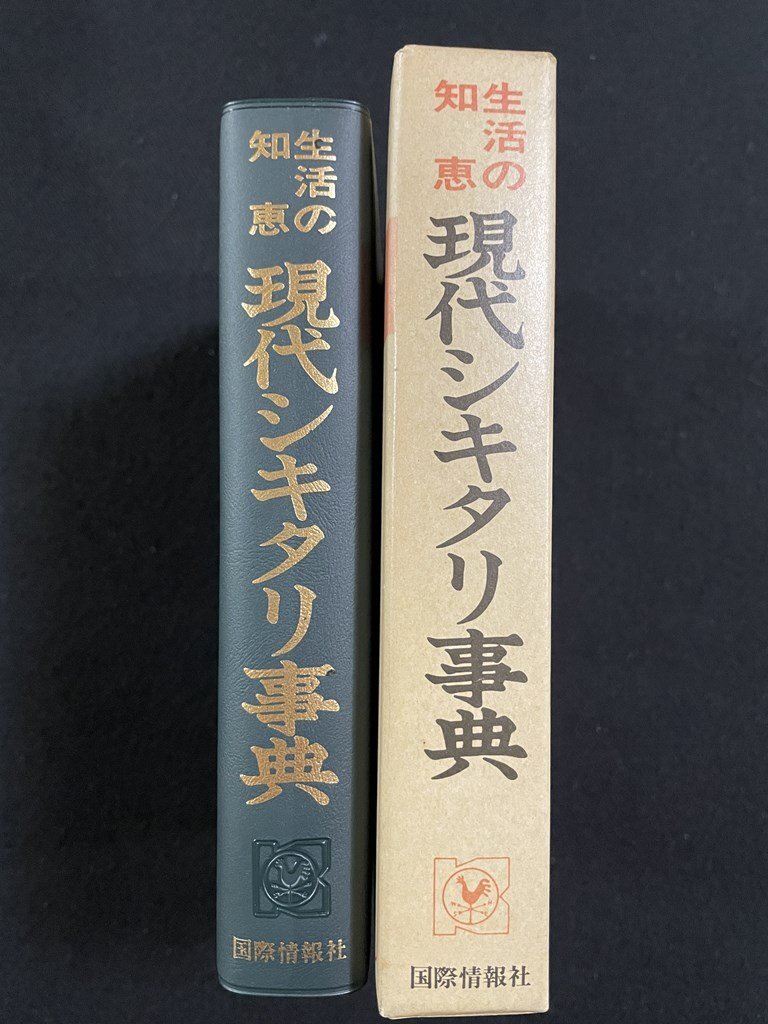 生活の
知恵
現代シキタリ事典
国際情報社
生活の
知恵
現代シキタリ事典
国際情報社